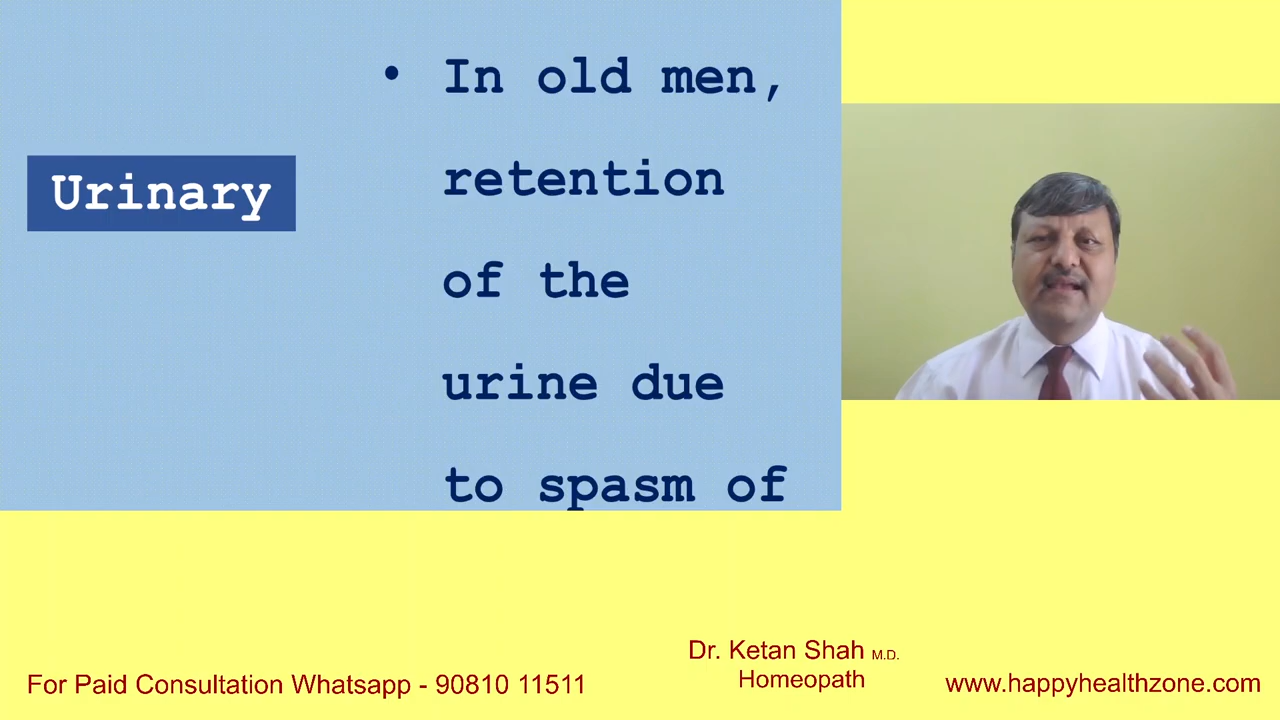 Urinary
• In old men,
retention
of the
urine due
to spasm of
Dr. Ketan Shah M.D.
Homeopath
For Paid Consultation Whatsapp - 90810 11511
www.happyhealthzone.com